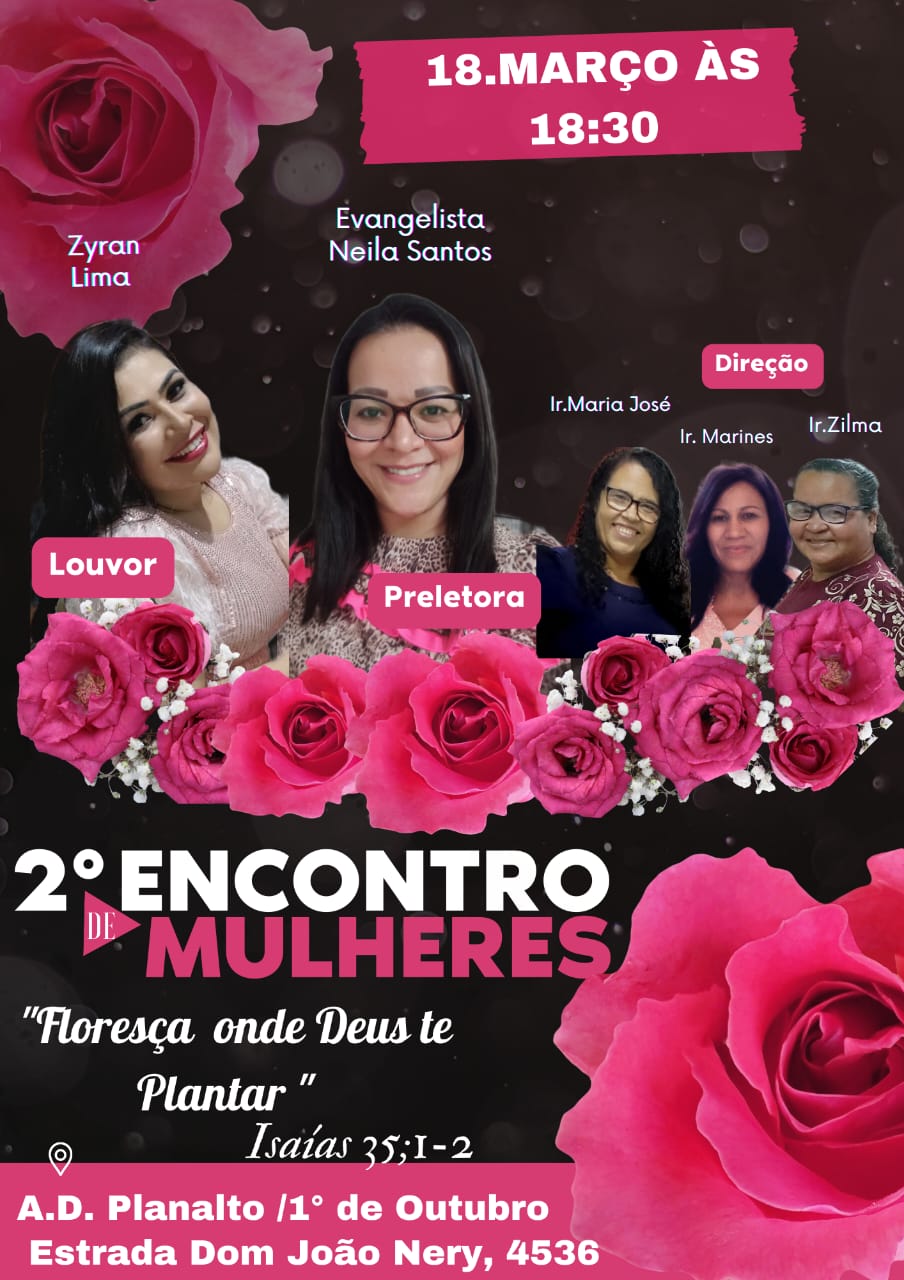 18.MARÇO ÀS
18:30
Evangelista
Neila Santos
Zyran
Lima
Direção
Ir.Maria José
Ir. Marines
Ir.Zilma
Louvor
Preletora
2º ENCONTRO
DE
MULHERES
"Floresça onde Deus te
Plantar "
Isaías 35;1-2
A.D. Planalto /1° de Outubro
Estrada Dom João Nery, 4536